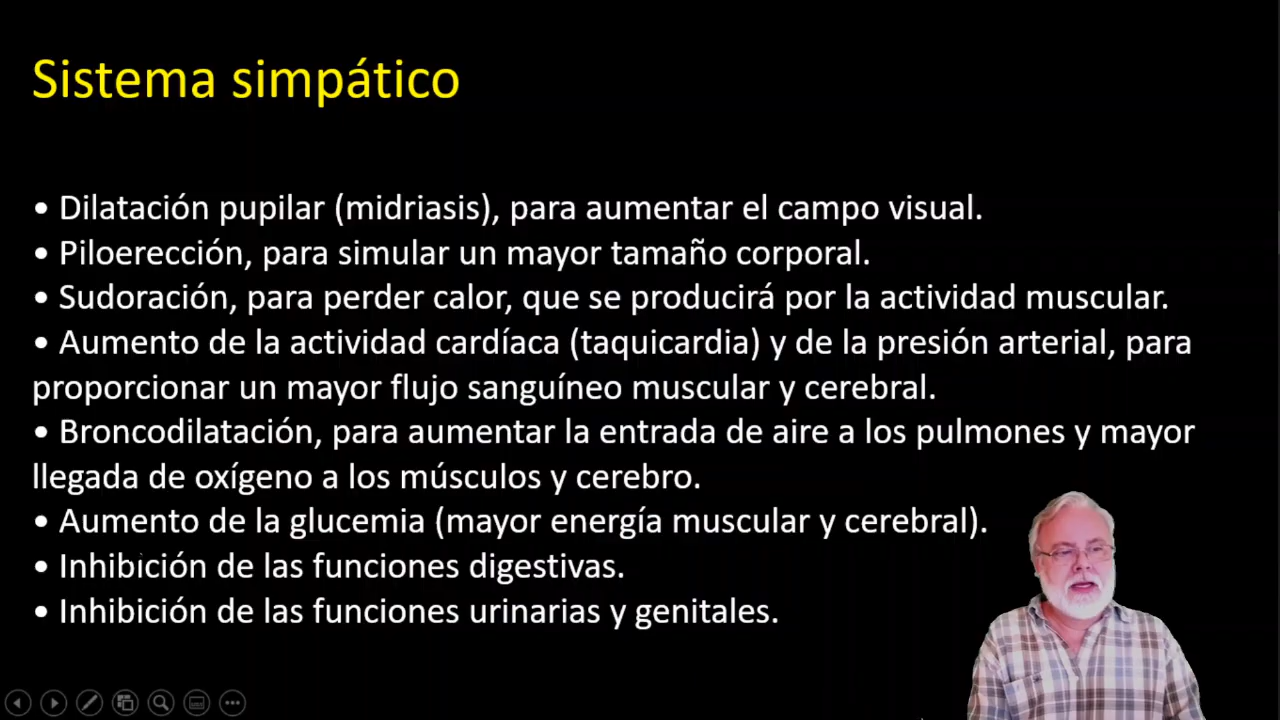 Sistema simpático
• Dilatación pupilar (midriasis), para aumentar el campo visual.
• Piloerección, para simular un mayor tamaño corporal.
• Sudoración, para perder calor, que se producirá por la actividad muscular.
• Aumento de la actividad cardíaca (taquicardia) y de la presión arterial, para
proporcionar un mayor flujo sanguíneo muscular y cerebral.
• Broncodilatación, para aumentar la entrada de aire a los pulmones y mayor
llegada de oxígeno a los músculos y cerebro.
• Aumento de la glucemia (mayor energía muscular y cerebral).
• Inhibición de las funciones digestivas.
• Inhibición de las funciones urinarias y genitales.